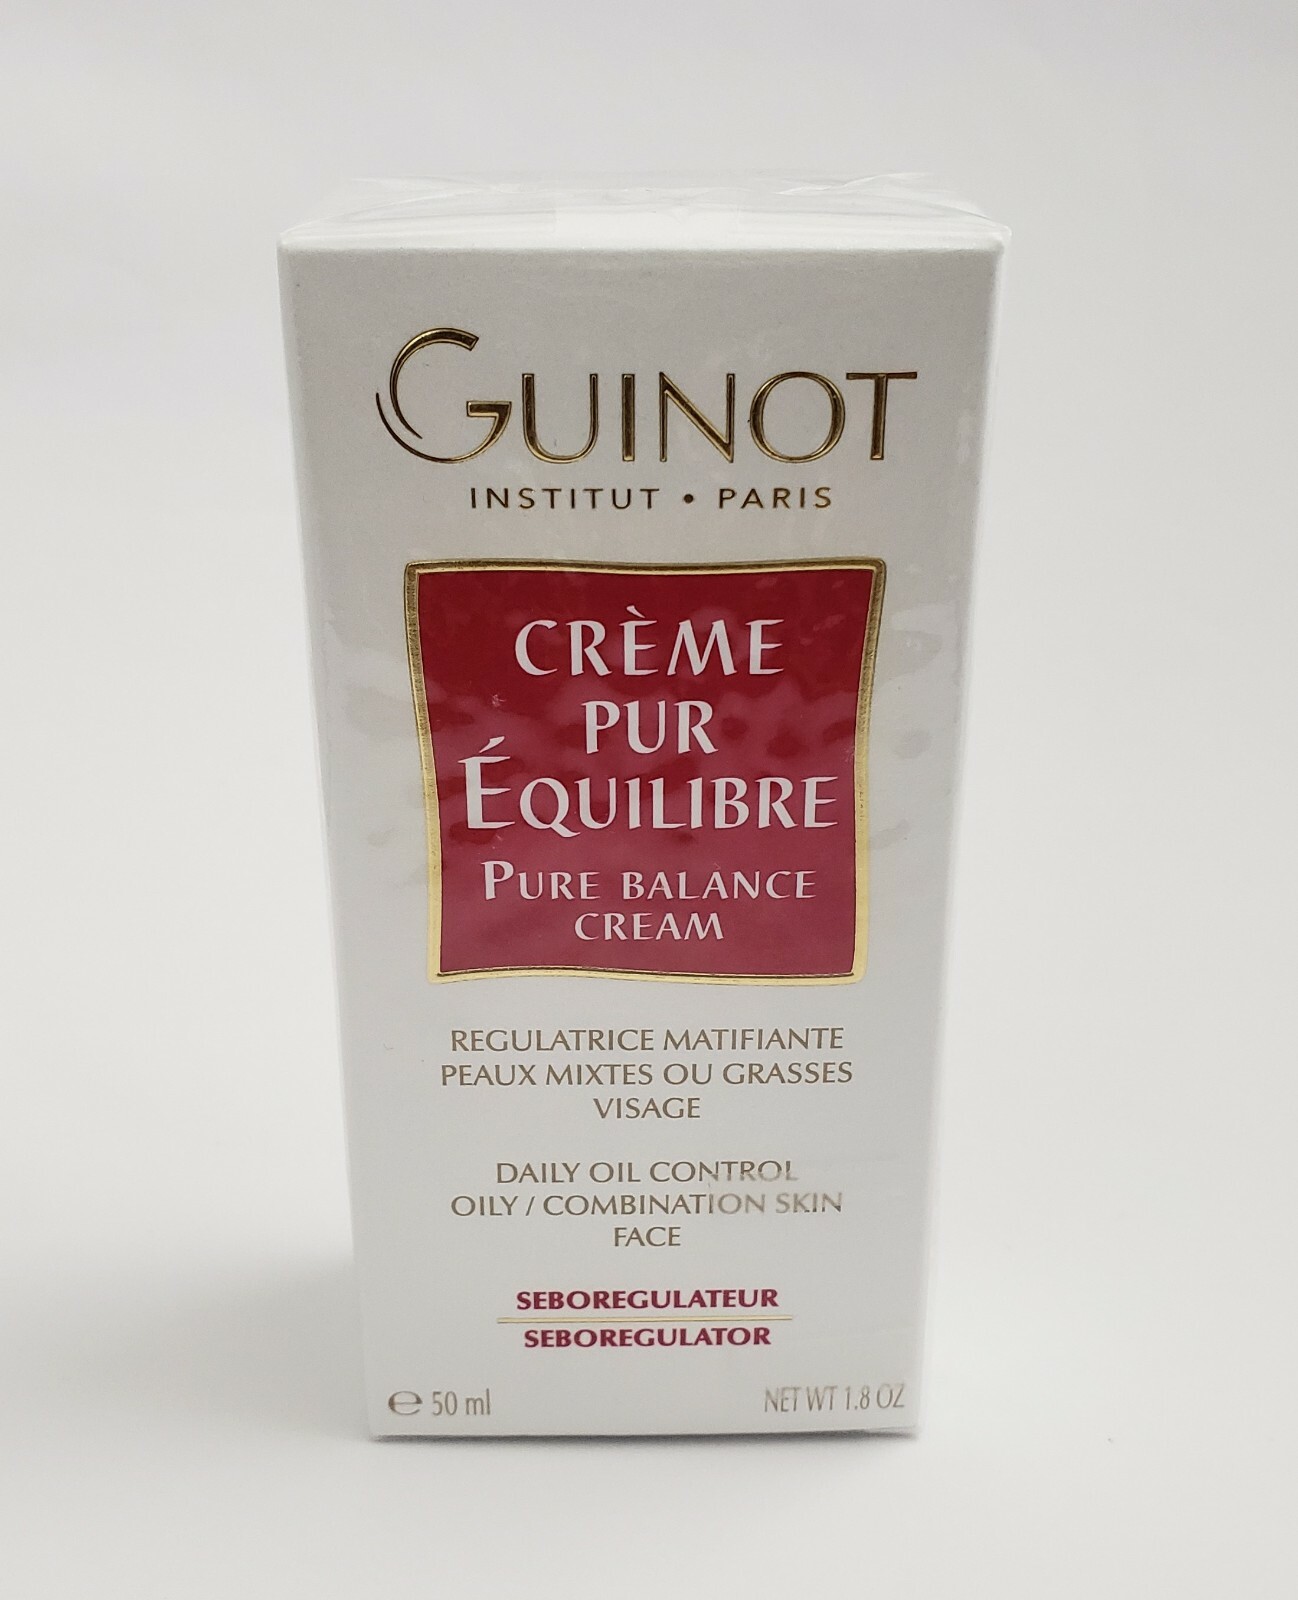 GUINOT
INSTITUT • PARIS
CRÈME
PUR
ÉQUILIBRE
PURE BALANCE
CREAM
REGULATRICE MATIFIANTE
PEAUX MIXTES OU GRASSES
VISAGE
DAILY OIL CONTROL
OILY / COMBINATION SKIN
FACE
SEBOREGULATEUR
SEBOREGULATOR
℮ 50 ml NET WT 1.8 OZ